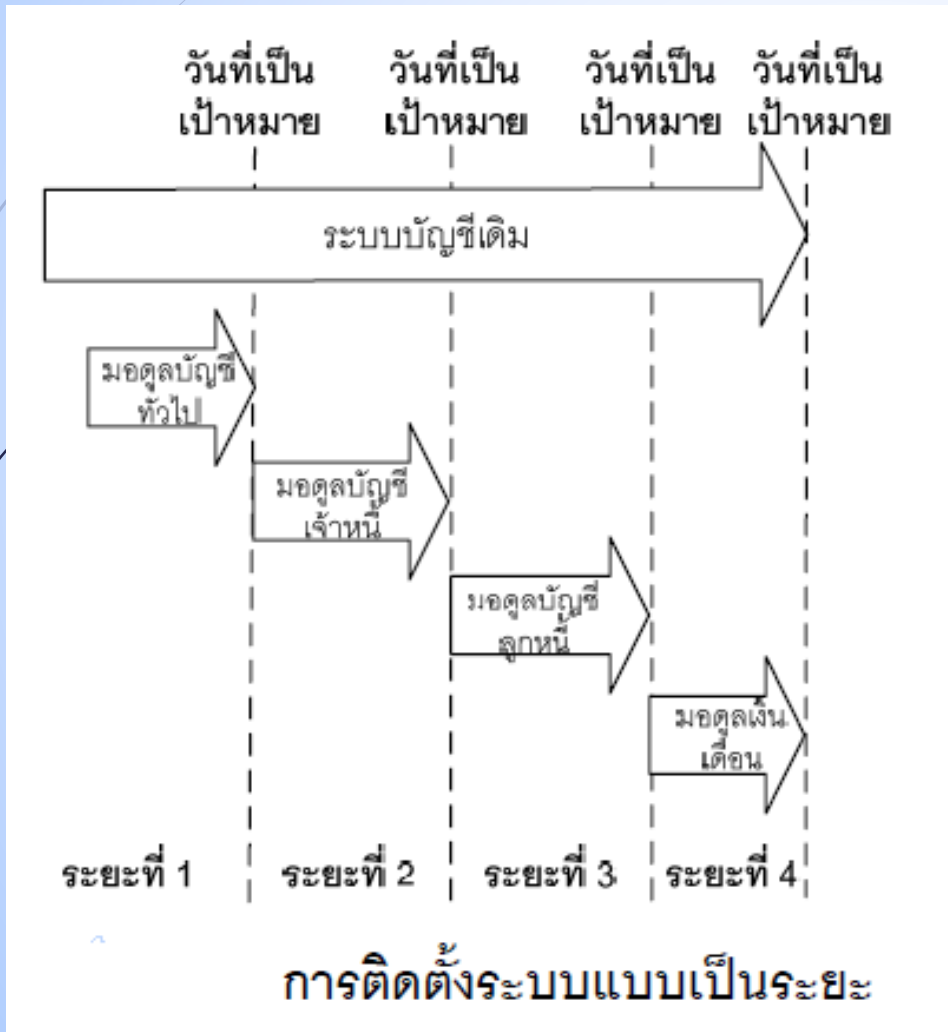 วันที่เป็น วันที่เป็น วันที่เป็น วันที่เป็น
เป้าหมาย เป้าหมาย เป้าหมาย เป้าหมาย
ระบบบัญชีเดิม
มอดูลบัญชี
ทั่วไป
มอดูลบัญชี
เจ้าหนี้
มอดูลบัญชี
ลูกหนี้
มอดูลเงิน
เดือน
ระยะที่ 1 ระยะที่ 2 ระยะที่ 3 ระยะที่ 4
การติดตั้งระบบแบบเป็นระยะ